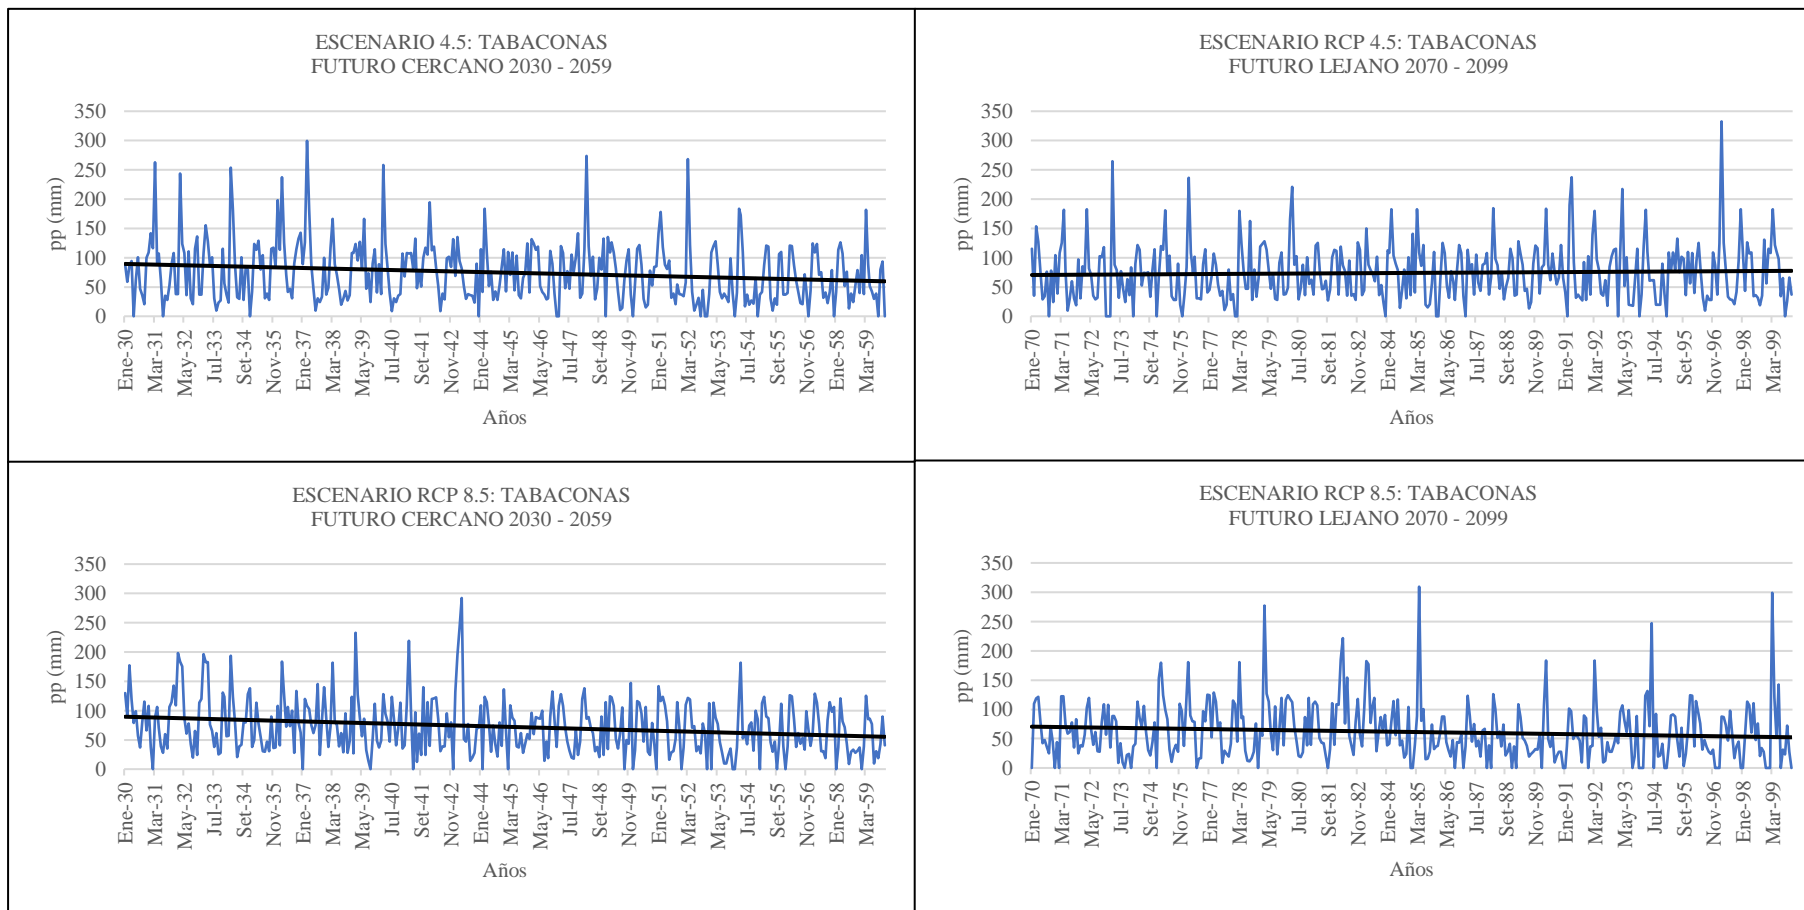 ESCENARIO 4.5: TABACONAS
FUTURO CERCANO 2030 - 2059
350
300
250
200
150
100
50
0
pp (mm)
Ene-30
Mar-31
May-32
Jul-33
Set-34
Nov-35
Ene-37
Mar-38
May-39
Jul-40
Set-41
Nov-42
Ene-44
Mar-45
May-46
Jul-47
Set-48
Nov-49
Ene-51
Mar-52
May-53
Jul-54
Set-55
Nov-56
Ene-58
Mar-59
Años
ESCENARIO RCP 4.5: TABACONAS
FUTURO LEJANO 2070 - 2099
350
300
250
200
150
100
50
0
pp (mm)
Ene-70
Mar-71
May-72
Jul-73
Set-74
Nov-75
Ene-77
Mar-78
May-79
Jul-80
Set-81
Nov-82
Ene-84
Mar-85
May-86
Jul-87
Set-88
Nov-89
Ene-91
Mar-92
May-93
Jul-94
Set-95
Nov-96
Ene-98
Mar-99
Años
ESCENARIO RCP 8.5: TABACONAS
FUTURO CERCANO 2030 - 2059
350
300
250
200
150
100
50
0
pp (mm)
Ene-30
Mar-31
May-32
Jul-33
Set-34
Nov-35
Ene-37
Mar-38
May-39
Jul-40
Set-41
Nov-42
Ene-44
Mar-45
May-46
Jul-47
Set-48
Nov-49
Ene-51
Mar-52
May-53
Jul-54
Set-55
Nov-56
Ene-58
Mar-59
Años
ESCENARIO RCP 8.5: TABACONAS
FUTURO LEJANO 2070 - 2099
350
300
250
200
150
100
50
0
pp (mm)
Ene-70
Mar-71
May-72
Jul-73
Set-74
Nov-75
Ene-77
Mar-78
May-79
Jul-80
Set-81
Nov-82
Ene-84
Mar-85
May-86
Jul-87
Set-88
Nov-89
Ene-91
Mar-92
May-93
Jul-94
Set-95
Nov-96
Ene-98
Mar-99
Años